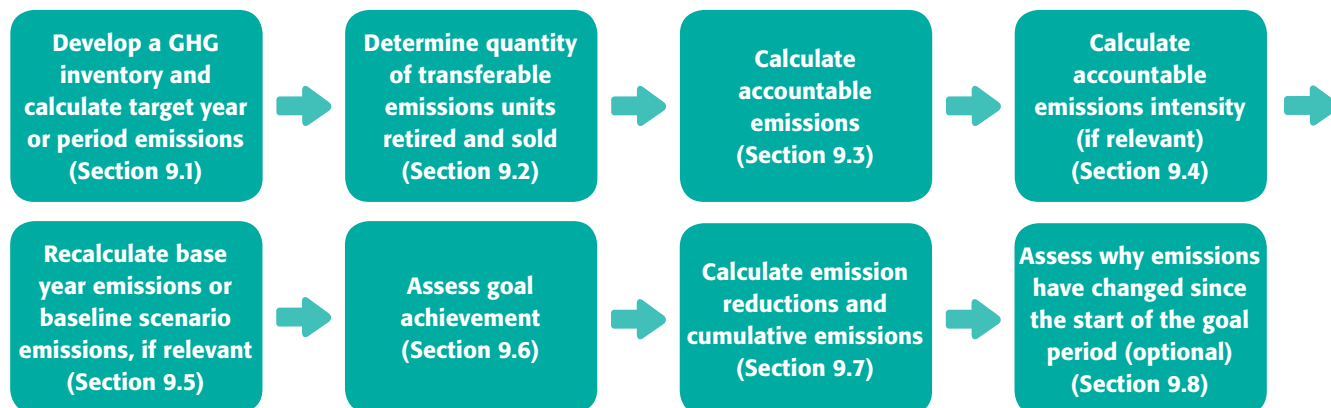 Develop a GHG
inventory and
calculate target year
or period emissions
(Section 9.1)
Determine quantity
of transferable
emissions units
retired and sold
(Section 9.2)
Calculate
accountable
emissions
(Section 9.3)
Calculate
accountable
emissions intensity
(if relevant)
(Section 9.4)
Recalculate base
year emissions or
baseline scenario
emissions, if relevant
(Section 9.5)
Assess goal
achievement
(Section 9.6)
Calculate emission
reductions and
cumulative emissions
(Section 9.7)
Assess why emissions
have changed since
the start of the goal
period (optional)
(Section 9.8)